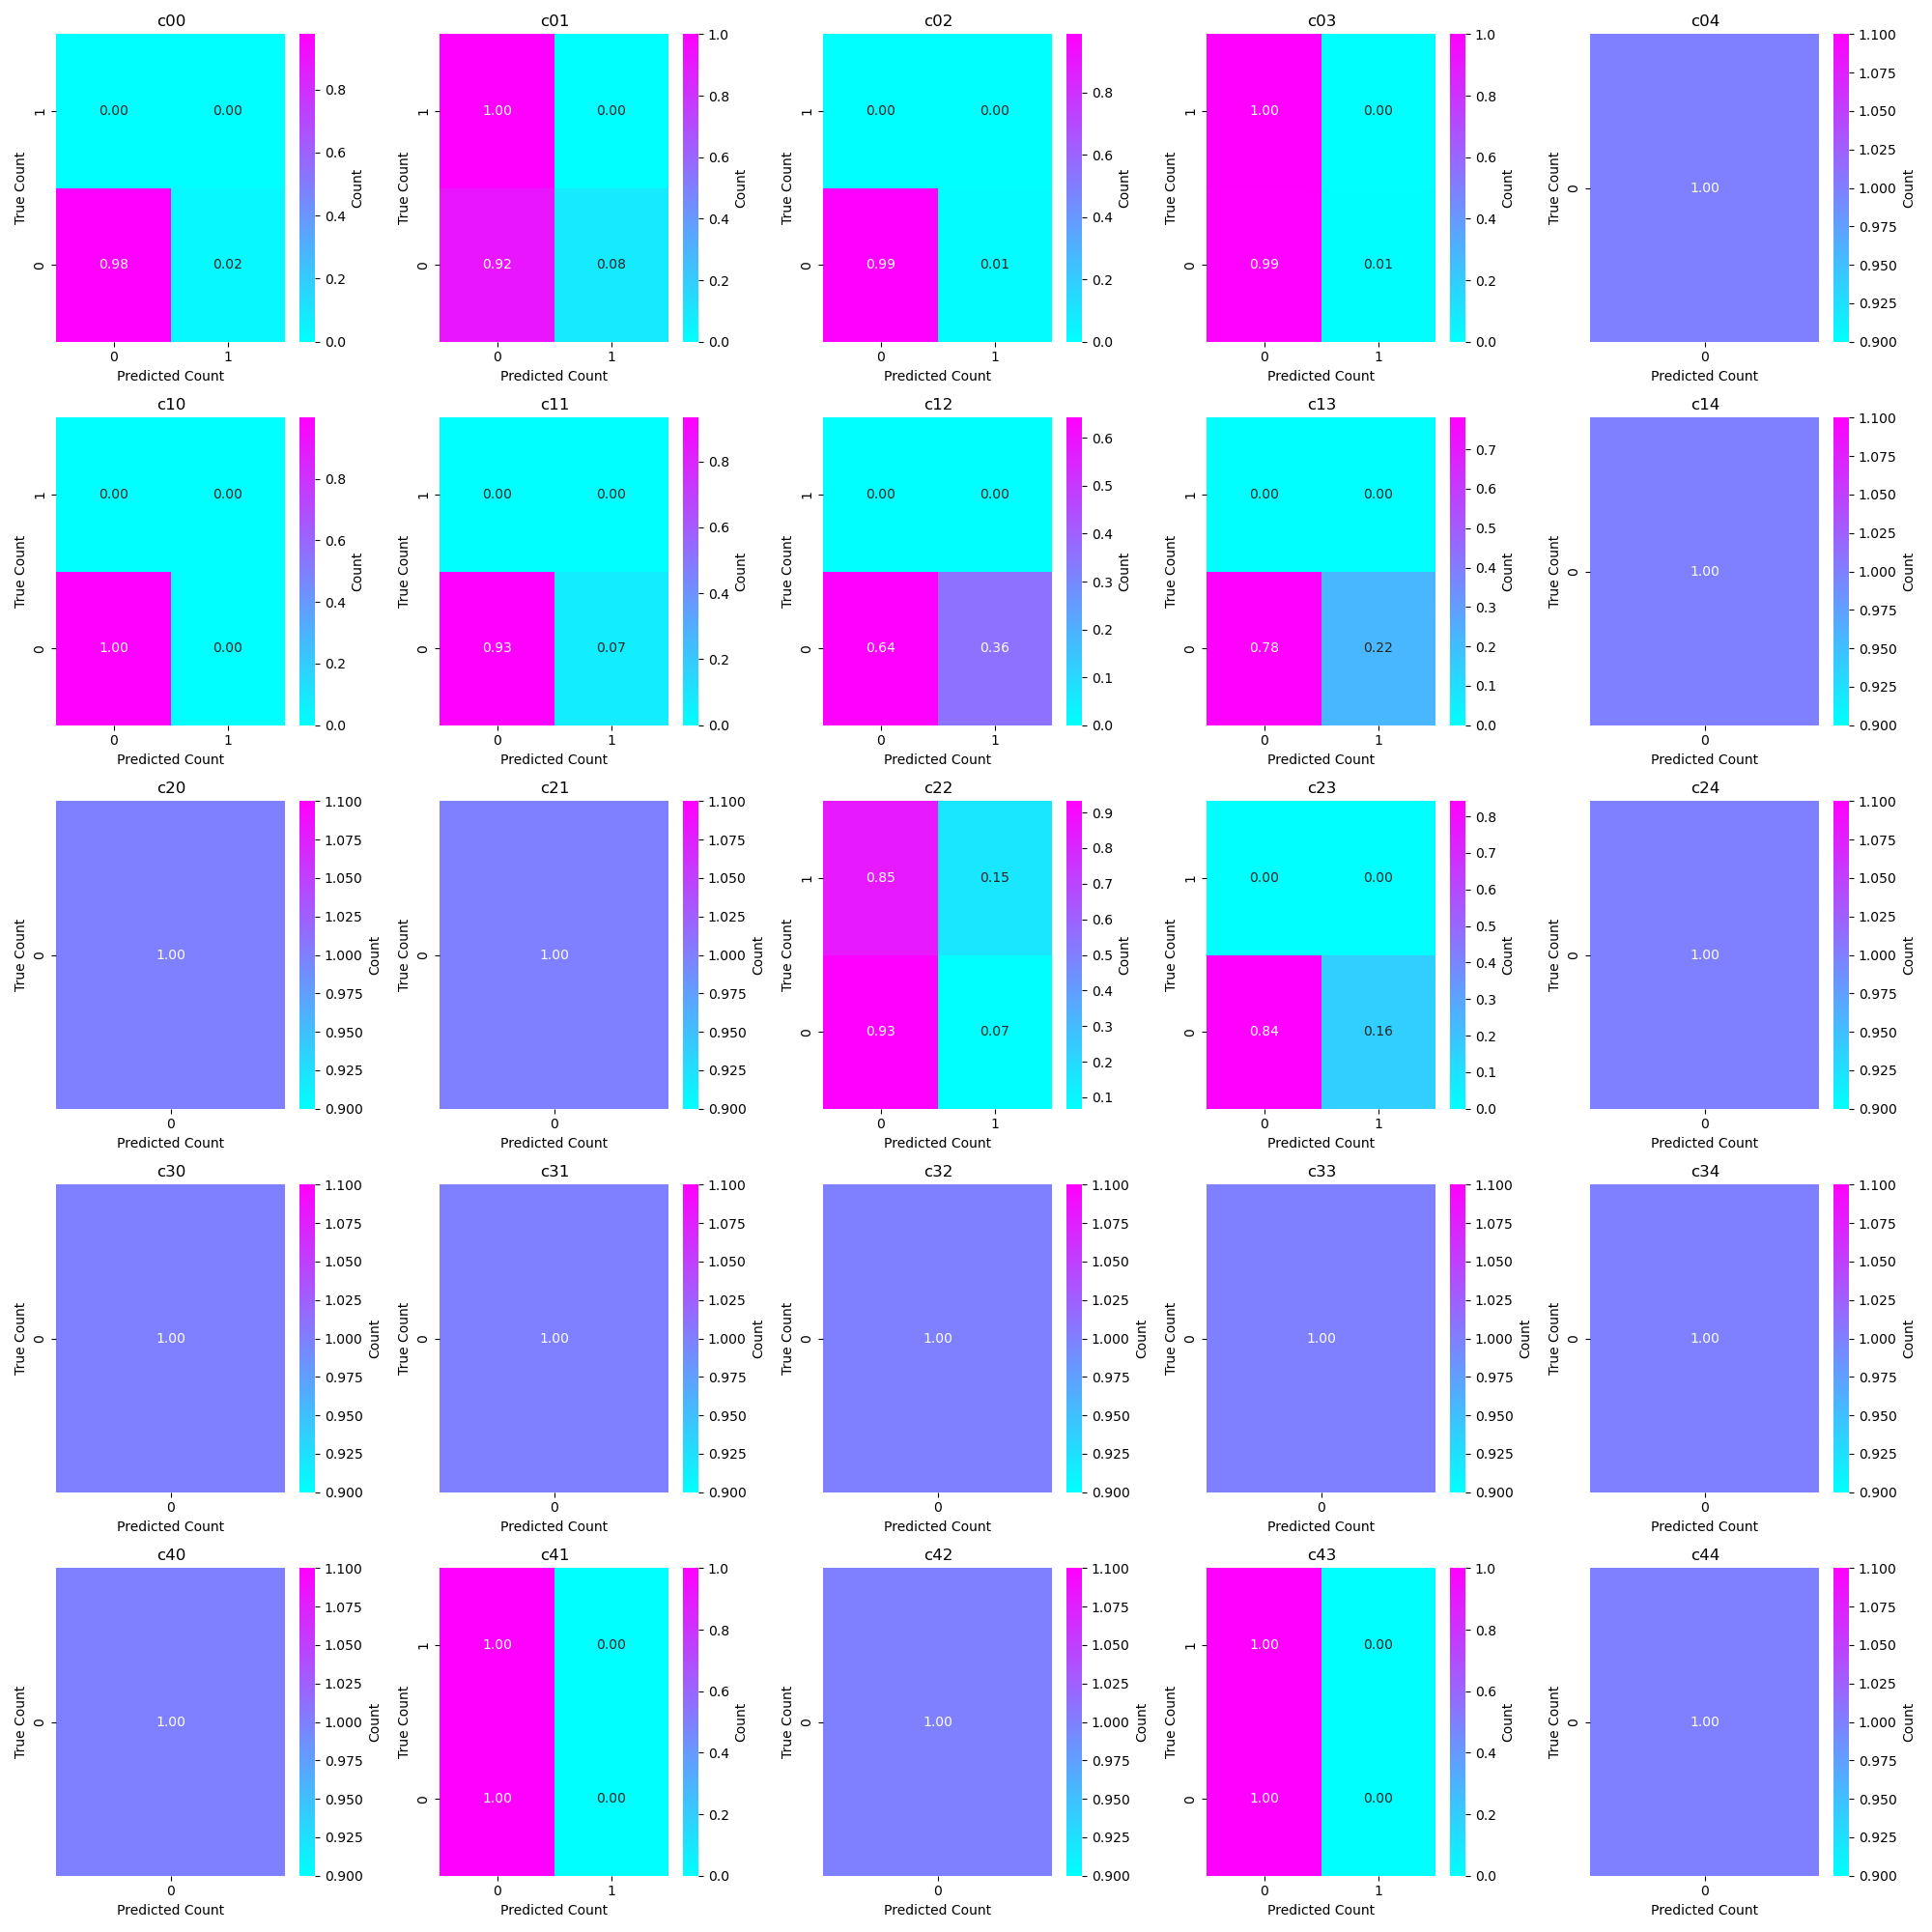 c00 c01 c02 c03 c04
True Count 1 0.00 0.00 0 0.98 0.02 0.8 0.6 0.4 0.2 0.0 Count
0 1
Predicted Count
True Count 1 1.00 0.00 0 0.92 0.08 1.0 0.8 0.6 0.4 0.2 0.0 Count
0 1
Predicted Count
True Count 1 0.00 0.00 0 0.99 0.01 0.8 0.6 0.4 0.2 0.0 Count
0 1
Predicted Count
True Count 1 1.00 0.00 0 0.99 0.01 1.0 0.8 0.6 0.4 0.2 0.0 Count
0 1
Predicted Count
True Count 0 1.00 1.100 1.075 1.050 1.025 1.000 0.975 0.950 0.925 0.900 Count
0
Predicted Count
c10 c11 c12 c13 c14
True Count 1 0.00 0.00 0 1.00 0.00 0.8 0.6 0.4 0.2 0.0 Count
0 1
Predicted Count
True Count 1 0.00 0.00 0 0.93 0.07 0.8 0.6 0.4 0.2 0.0 Count
0 1
Predicted Count
True Count 1 0.00 0.00 0 0.64 0.36 0.6 0.5 0.4 0.3 0.2 0.1 0.0 Count
0 1
Predicted Count
True Count 1 0.00 0.00 0 0.78 0.22 0.7 0.6 0.5 0.4 0.3 0.2 0.1 0.0 Count
0 1
Predicted Count
True Count 0 1.00 1.100 1.075 1.050 1.025 1.000 0.975 0.950 0.925 0.900 Count
0
Predicted Count
c20 c21 c22 c23 c24
True Count 0 1.00 1.100 1.075 1.050 1.025 1.000 0.975 0.950 0.925 0.900 Count
0
Predicted Count
True Count 0 1.00 1.100 1.075 1.050 1.025 1.000 0.975 0.950 0.925 0.900 Count
0
Predicted Count
True Count 1 0.85 0.15 0 0.93 0.07 0.9 0.8 0.7 0.6 0.5 0.4 0.3 0.2 0.1 Count
0 1
Predicted Count
True Count 1 0.00 0.00 0 0.84 0.16 0.8 0.7 0.6 0.5 0.4 0.3 0.2 0.1 0.0 Count
0 1
Predicted Count
True Count 0 1.00 1.100 1.075 1.050 1.025 1.000 0.975 0.950 0.925 0.900 Count
0
Predicted Count
c30 c31 c32 c33 c34
True Count 0 1.00 1.100 1.075 1.050 1.025 1.000 0.975 0.950 0.925 0.900 Count
0
Predicted Count
True Count 0 1.00 1.100 1.075 1.050 1.025 1.000 0.975 0.950 0.925 0.900 Count
0
Predicted Count
True Count 0 1.00 1.100 1.075 1.050 1.025 1.000 0.975 0.950 0.925 0.900 Count
0
Predicted Count
True Count 0 1.00 1.100 1.075 1.050 1.025 1.000 0.975 0.950 0.925 0.900 Count
0
Predicted Count
True Count 0 1.00 1.100 1.075 1.050 1.025 1.000 0.975 0.950 0.925 0.900 Count
0
Predicted Count
c40 c41 c42 c43 c44
True Count 0 1.00 1.100 1.075 1.050 1.025 1.000 0.975 0.950 0.925 0.900 Count
0
Predicted Count
True Count 1 1.00 0.00 0 1.00 0.00 1.0 0.8 0.6 0.4 0.2 0.0 Count
0 1
Predicted Count
True Count 0 1.00 1.100 1.075 1.050 1.025 1.000 0.975 0.950 0.925 0.900 Count
0
Predicted Count
True Count 1 1.00 0.00 0 1.00 0.00 1.0 0.8 0.6 0.4 0.2 0.0 Count
0 1
Predicted Count
True Count 0 1.00 1.100 1.075 1.050 1.025 1.000 0.975 0.950 0.925 0.900 Count
0
Predicted Count